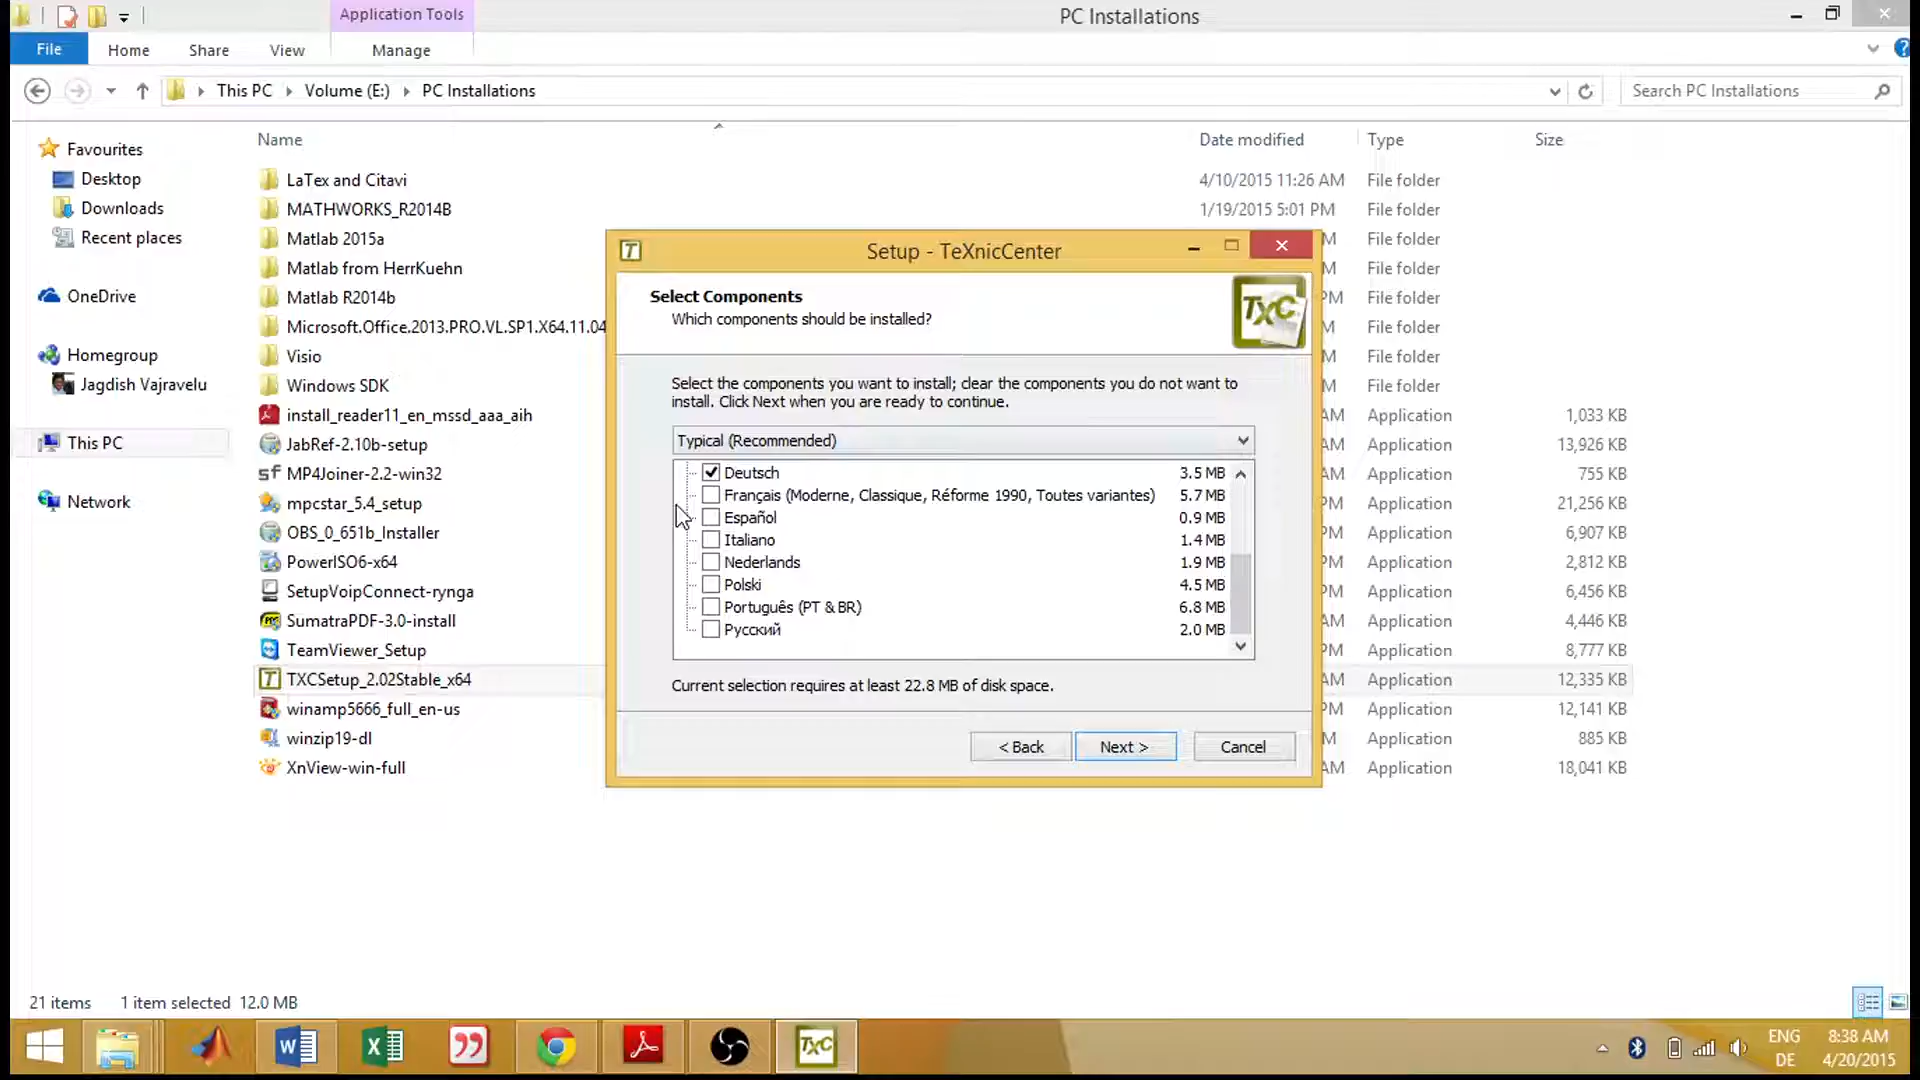 Application Tools
PC Installations
File
Home
Share
View
Manage
This PC
Volume (E:)
PC Installations
Search PC Installations
Name
Date modified
Type
Size
Favourites
Desktop
Downloads
Recent places
OneDrive
Homegroup
Jagdish Vajravelu
This PC
Network
LaTex and Citavi 4/10/2015 11:26 AM File folder
MATHWORKS_R2014B 1/19/2015 5:01 PM File folder
Matlab 2015a M File folder
Matlab from HerrKuehn M File folder
Matlab R2014b PM File folder
Microsoft.Office.2013.PRO.VL.SP1.X64.11.04 M File folder
Visio M File folder
Windows SDK M File folder
install_reader11_en_mssd_aaa_aih AM Application 1,033 KB
JabRef-2.10b-setup AM Application 13,926 KB
MP4Joiner-2.2-win32 AM Application 755 KB
mpcstar_5.4_setup PM Application 21,256 KB
OBS_0_651b_Installer PM Application 6,907 KB
PowerISO6-x64 PM Application 2,812 KB
SetupVoipConnect-rynga AM Application 6,456 KB
SumatraPDF-3.0-install AM Application 4,446 KB
TeamViewer_Setup PM Application 8,777 KB
TXCSetup_2.02Stable_x64 AM Application 12,335 KB
winamp5666_full_en-us PM Application 12,141 KB
winzip19-dl M Application 885 KB
XnView-win-full AM Application 18,041 KB
Setup - TeXnicCenter
Select Components
Which components should be installed?
TxC
Select the components you want to install; clear the components you do not want to
install. Click Next when you are ready to continue.
Typical (Recommended)
Deutsch 3.5 MB
Français (Moderne, Classique, Réforme 1990, Toutes variantes) 5.7 MB
Español 0.9 MB
Italiano 1.4 MB
Nederlands 1.9 MB
Polski 4.5 MB
Português (PT & BR) 6.8 MB
Русский 2.0 MB
Current selection requires at least 22.8 MB of disk space.
< Back
Next >
Cancel
21 items 1 item selected 12.0 MB
TxC
ENG
DE
8:38 AM
4/20/2015